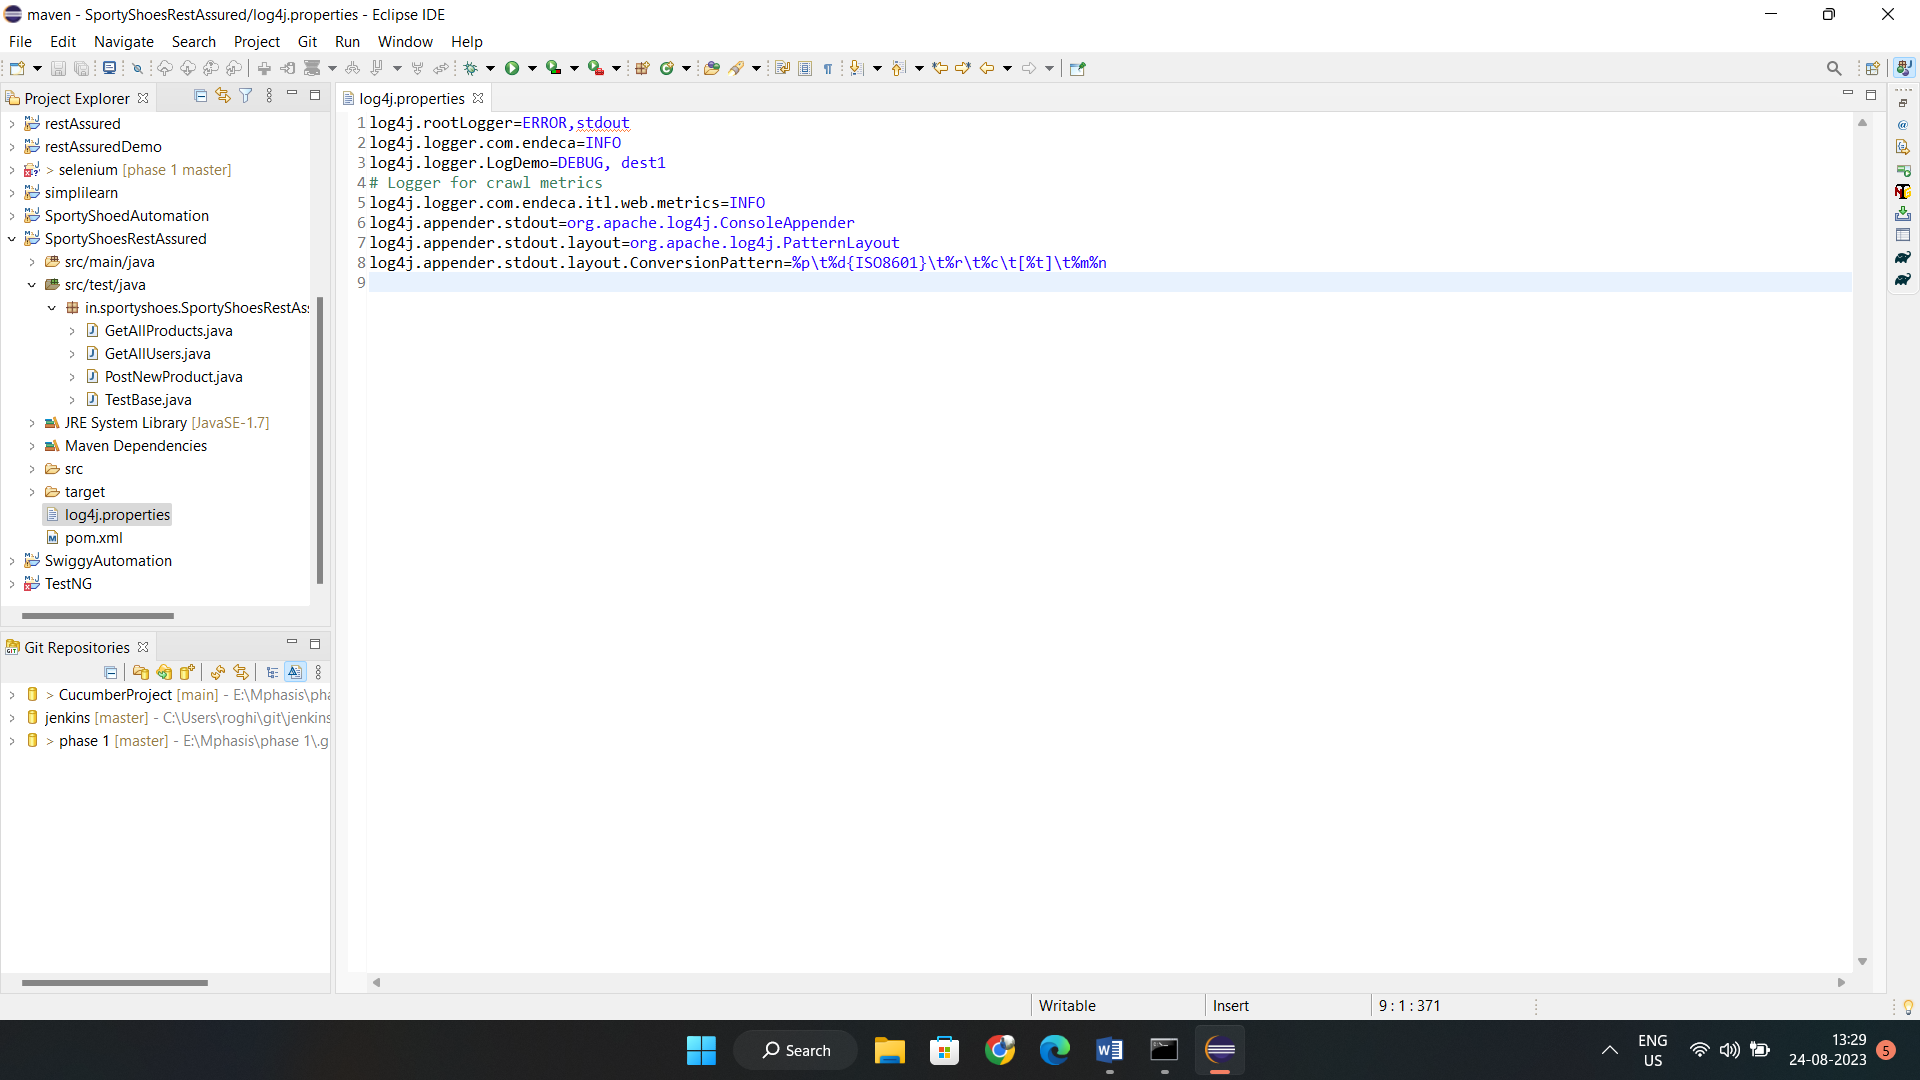 maven - SportyShoesRestAssured/log4j.properties - Eclipse IDE
File Edit Navigate Search Project Git Run Window Help
Project Explorer
restAssured
restAssuredDemo
> selenium [phase 1 master]
simplilearn
SportyShoedAutomation
SportyShoesRestAssured
src/main/java
src/test/java
in.sportyshoes.SportyShoesRestAs
GetAllProducts.java
GetAllUsers.java
PostNewProduct.java
TestBase.java
JRE System Library [JavaSE-1.7]
Maven Dependencies
src
target
log4j.properties
pom.xml
SwiggyAutomation
TestNG
Git Repositories
> CucumberProject [main] - E:\Mphasis\pha
jenkins [master] - C:\Users\roghi\git\jenkins
> phase 1 [master] - E:\Mphasis\phase 1\.g
log4j.properties
1 log4j.rootLogger=ERROR,stdout
2 log4j.logger.com.endeca=INFO
3 log4j.logger.LogDemo=DEBUG, dest1
4 # Logger for crawl metrics
5 log4j.logger.com.endeca.itl.web.metrics=INFO
6 log4j.appender.stdout=org.apache.log4j.ConsoleAppender
7 log4j.appender.stdout.layout=org.apache.log4j.PatternLayout
8 log4j.appender.stdout.layout.ConversionPattern=%p\t%d{ISO8601}\t%r\t%c\t[%t]\t%m%n
9
Writable Insert 9 : 1 : 371
Search
ENG
US
13:29
24-08-2023
5